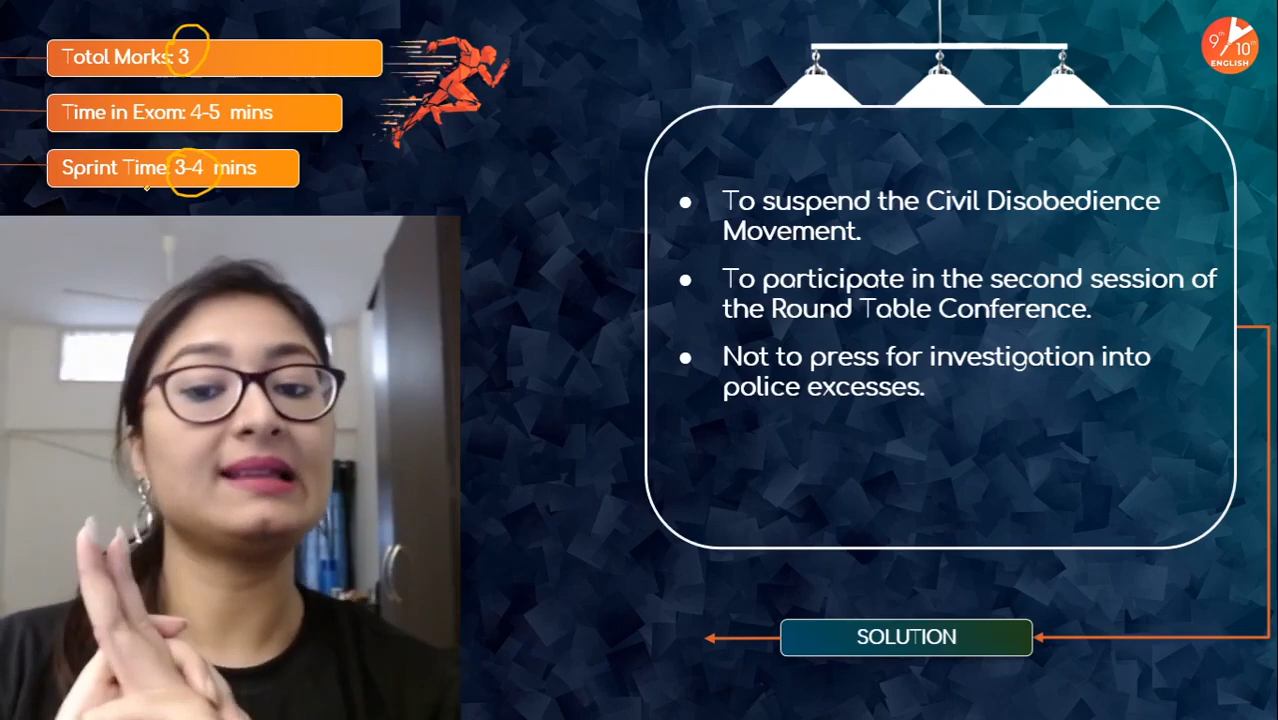 Total Marks: 3
Time in Exam: 4-5 mins
Sprint Time: 3-4 mins
9th
10th
ENGLISH
● To suspend the Civil Disobedience
Movement.
● To participate in the second session of
the Round Table Conference.
● Not to press for investigation into
police excesses.
SOLUTION